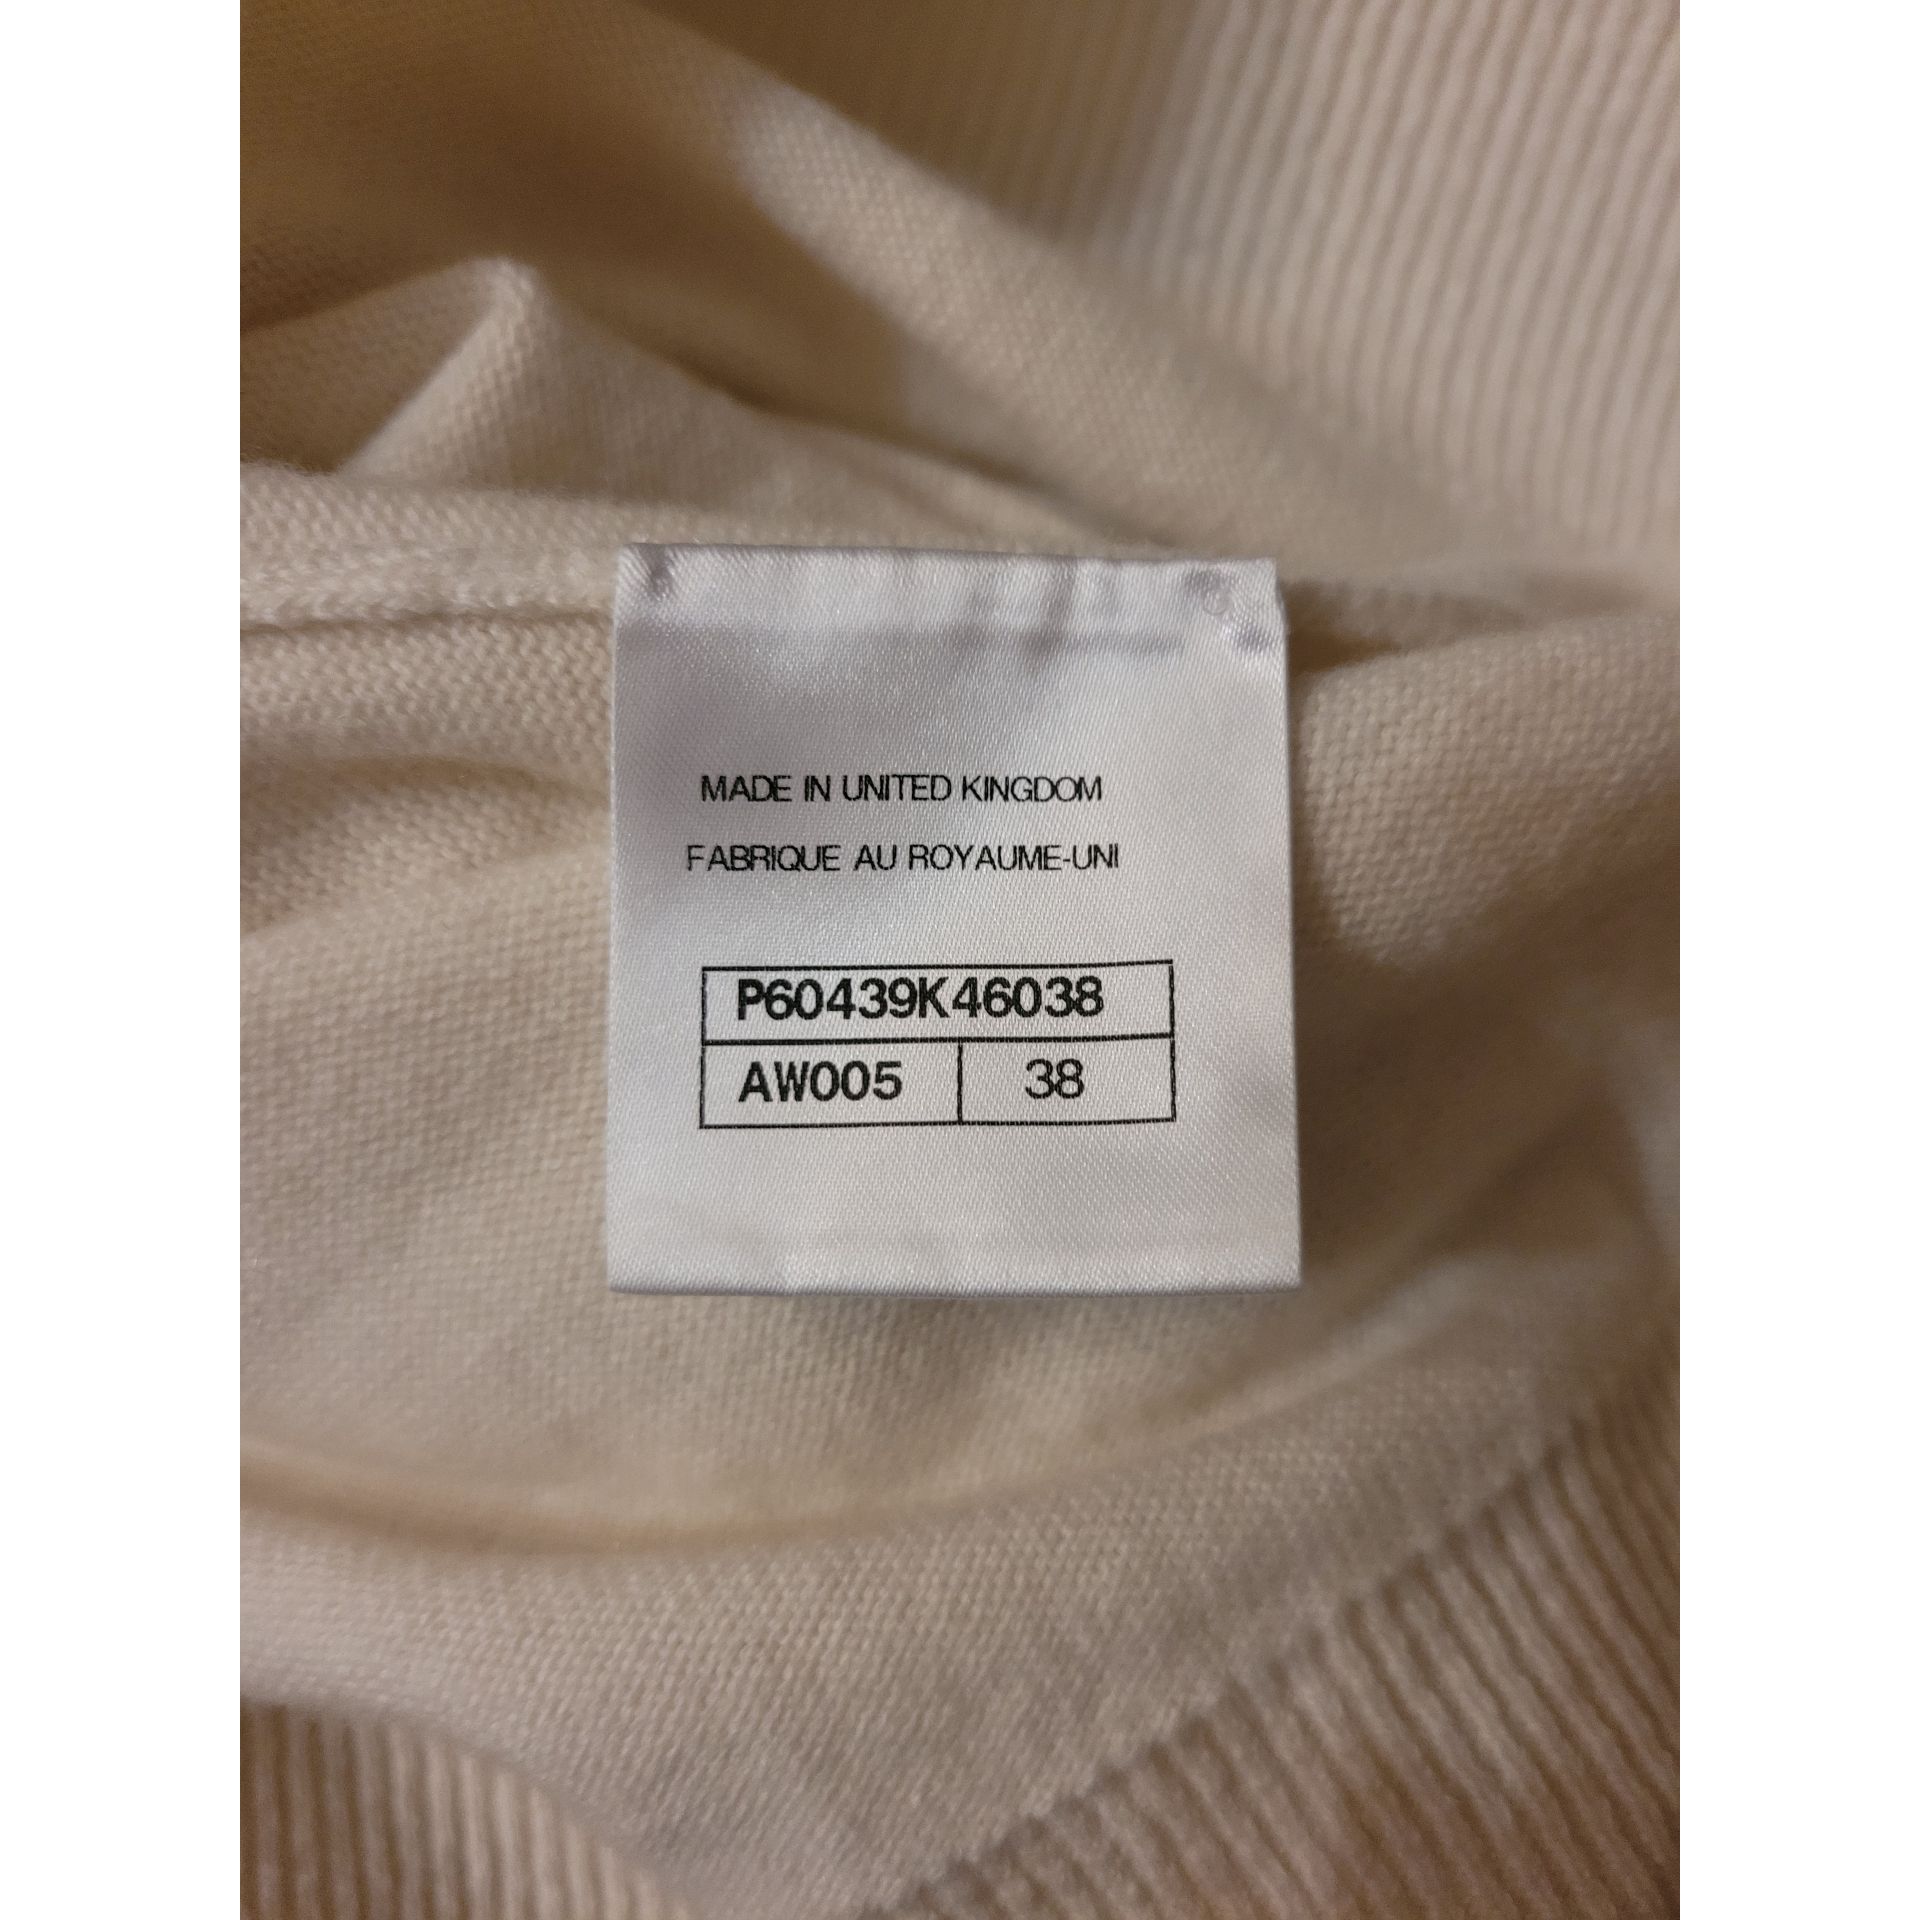 MADE IN UNITED KINGDOM
FABRIQUE AU ROYAUME-UNI
P60439K46038
AW005 38